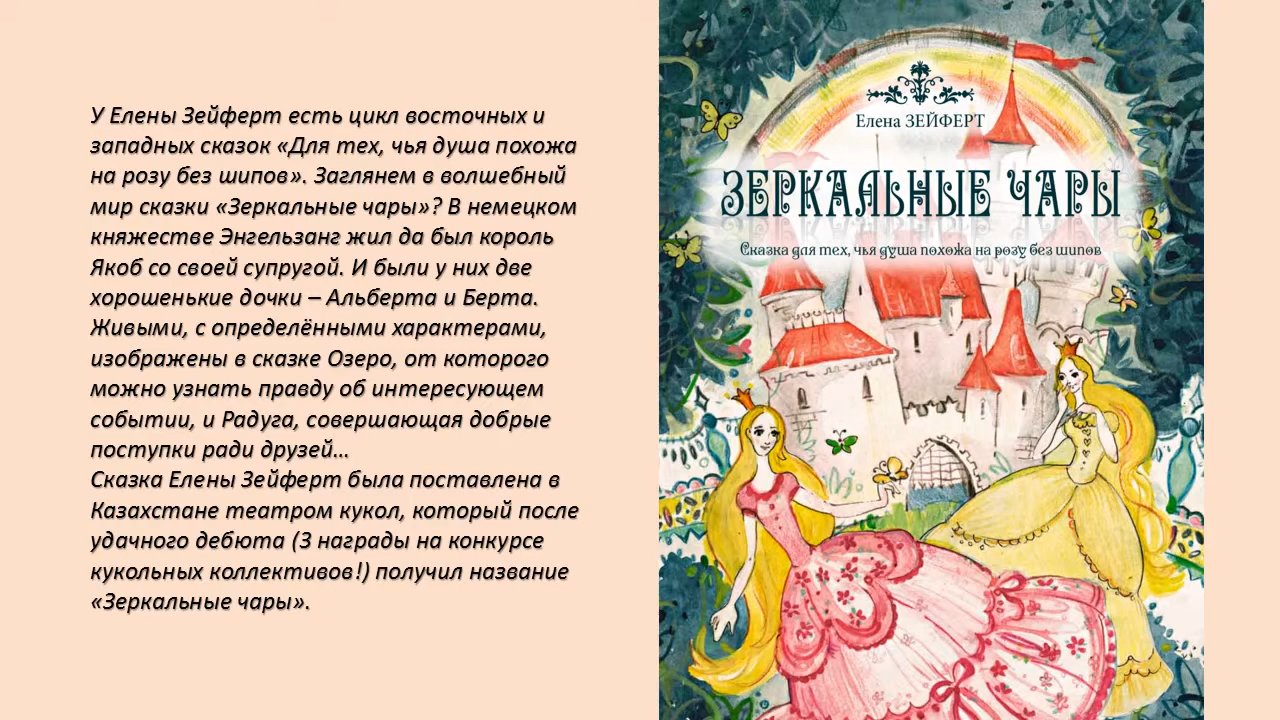 У Елены Зейферт есть цикл восточных и
западных сказок «Для тех, чья душа похожа
на розу без шипов». Заглянем в волшебный
мир сказки «Зеркальные чары»? В немецком
княжестве Энгельзанг жил да был король
Якоб со своей супругой. И были у них две
хорошенькие дочки – Альберта и Берта.
Живыми, с определёнными характерами,
изображены в сказке Озеро, от которого
можно узнать правду об интересующем
событии, и Радуга, совершающая добрые
поступки ради друзей…
Сказка Елены Зейферт была поставлена в
Казахстане театром кукол, который после
удачного дебюта (3 награды на конкурсе
кукольных коллективов!) получил название
«Зеркальные чары».
Елена ЗЕЙФЕРТ
ЗЕРКАЛЬНЫЕ ЧАРЫ
Сказка для тех, чья душа похожа на розу без шипов